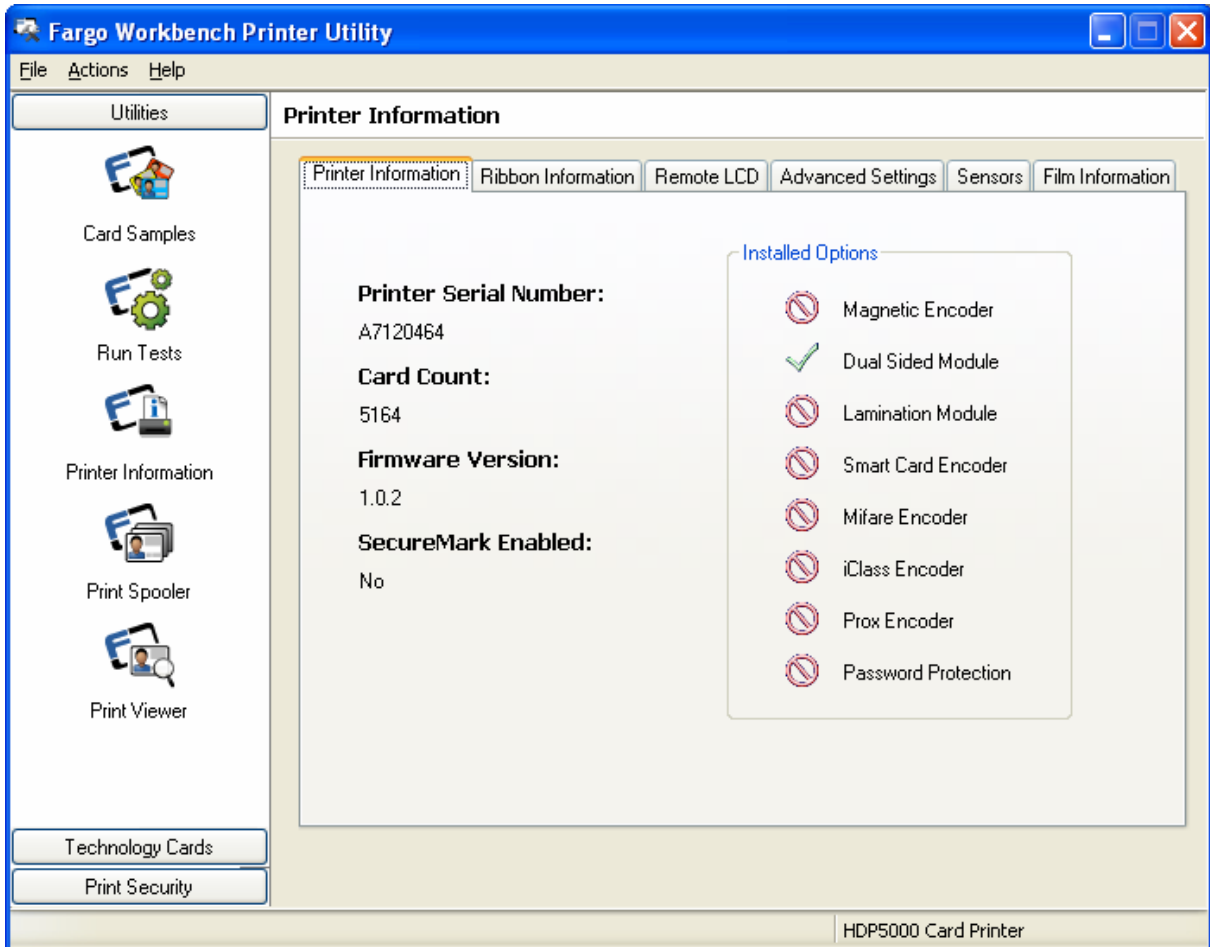 Fargo Workbench Printer Utility
File Actions Help
Utilities
Card Samples
Run Tests
Printer Information
Print Spooler
Print Viewer
Technology Cards
Print Security
Printer Information
Printer Information Ribbon Information Remote LCD Advanced Settings Sensors Film Information
Printer Serial Number:
A7120464
Card Count:
5164
Firmware Version:
1.0.2
SecureMark Enabled:
No
Installed Options
Magnetic Encoder
Dual Sided Module
Lamination Module
Smart Card Encoder
Mifare Encoder
iClass Encoder
Prox Encoder
Password Protection
HDP5000 Card Printer